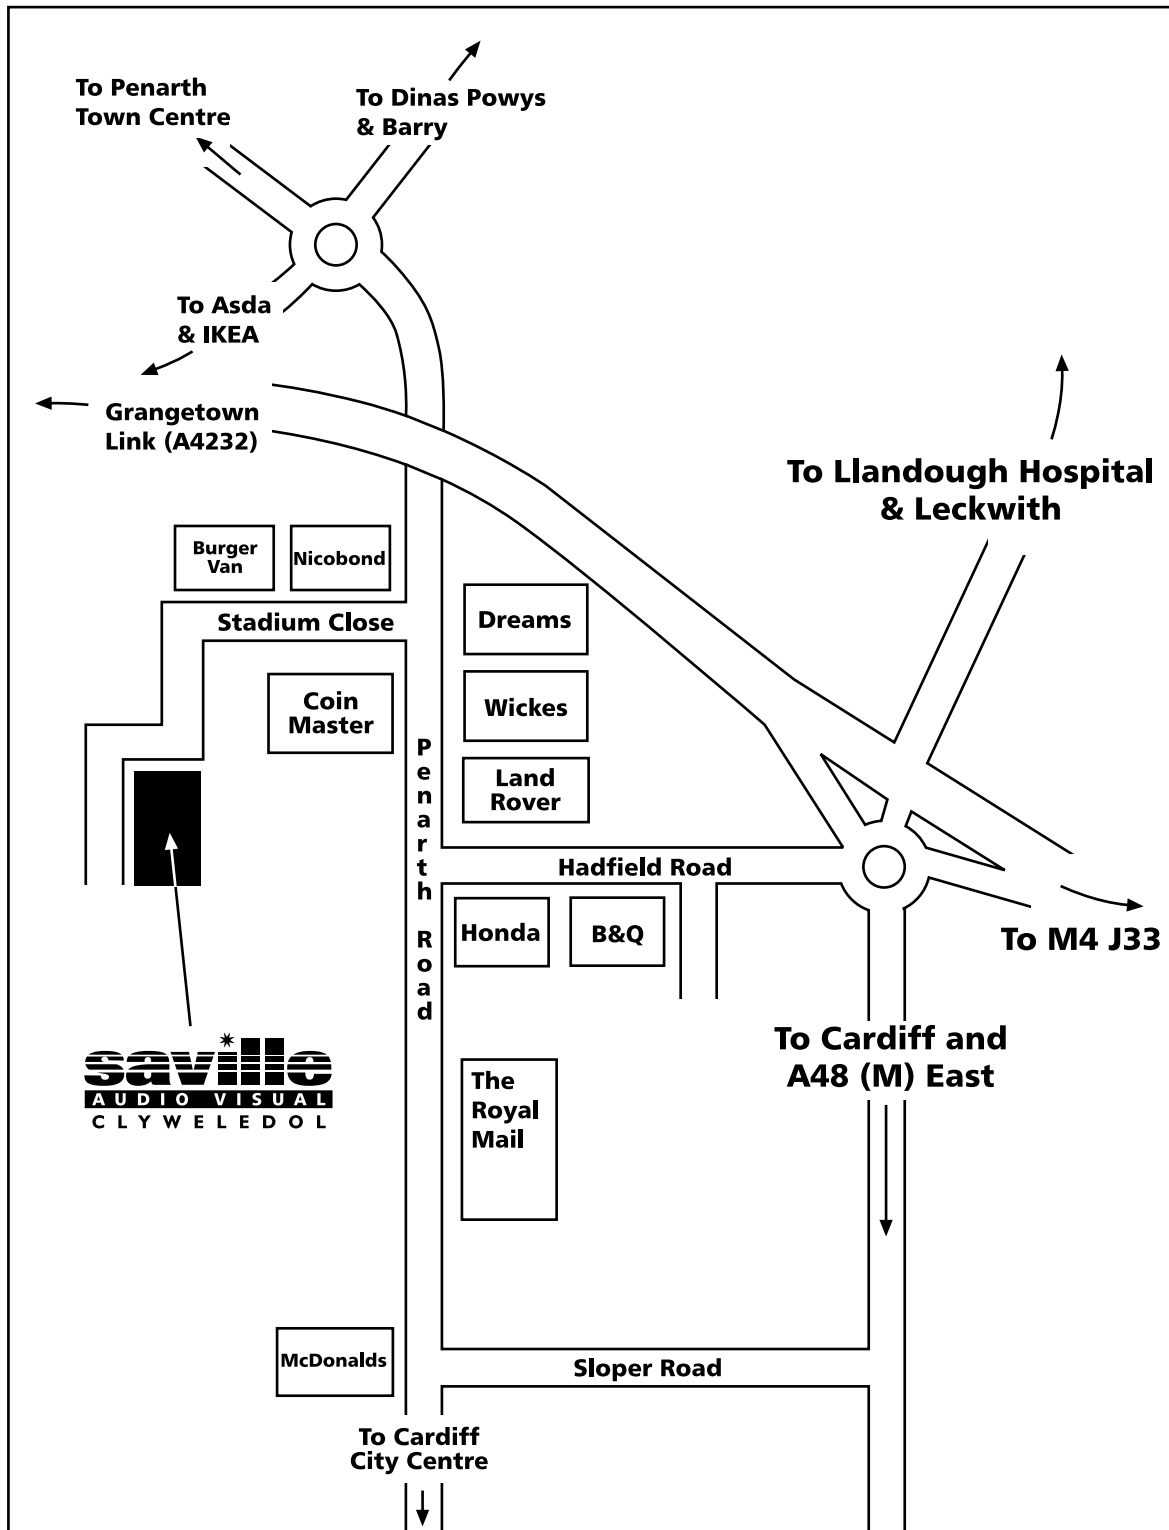 To Penarth
Town Centre
To Dinas Powys
& Barry
To Asda
& IKEA
Grangetown
Link (A4232)
To Llandough Hospital
& Leckwith
Burger
Van
Nicobond
Stadium Close
Dreams
Coin
Master
Wickes
Penarth Road
Land
Rover
Hadfield Road
Honda
B&Q
To M4 J33
saville
AUDIO VISUAL
CLYWELEDOL
To Cardiff and
A48 (M) East
The
Royal
Mail
McDonalds
Sloper Road
To Cardiff
City Centre